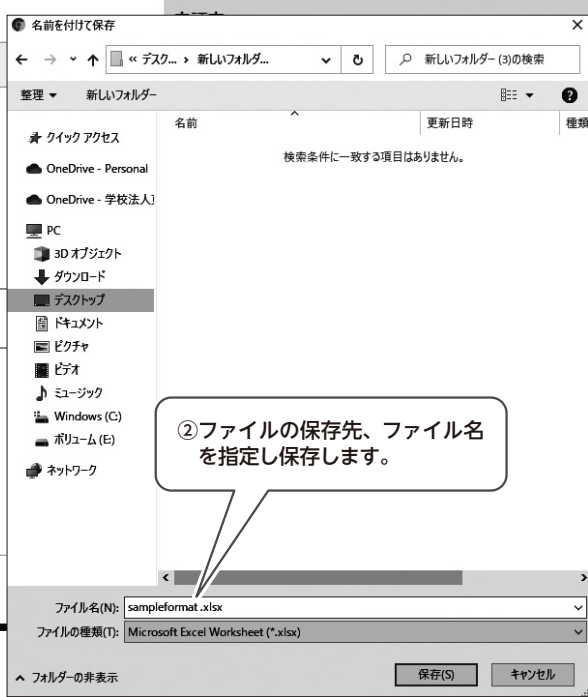 名前を付けて保存
« デスク... › 新しいフォルダ...
新しいフォルダー (3)の検索
整理 新しいフォルダー
名前 更新日時 種類
検索条件に一致する項目はありません。
クイック アクセス
OneDrive - Personal
OneDrive - 学校法人
PC
3D オブジェクト
ダウンロード
デスクトップ
ドキュメント
ピクチャ
ビデオ
ミュージック
Windows (C:)
ボリューム (E:)
ネットワーク
②ファイルの保存先、ファイル名
を指定し保存します。
ファイル名(N): sampleformat .xlsx
ファイルの種類(T): Microsoft Excel Worksheet (*.xlsx)
フォルダーの非表示
保存(S) キャンセル